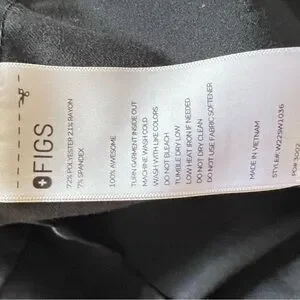 FIGS
72% POLYESTER 21% RAYON
7% SPANDEX
100% AWESOME
TURN GARMENT INSIDE OUT
MACHINE WASH COLD
WASH WITH LIKE COLORS
DO NOT BLEACH
TUMBLE DRY LOW
LOW HEAT IRON IF NEEDED
DO NOT DRY CLEAN
DO NOT USE FABRIC SOFTENER
MADE IN VIETNAM
STYLE#: W22SW1036
PO#